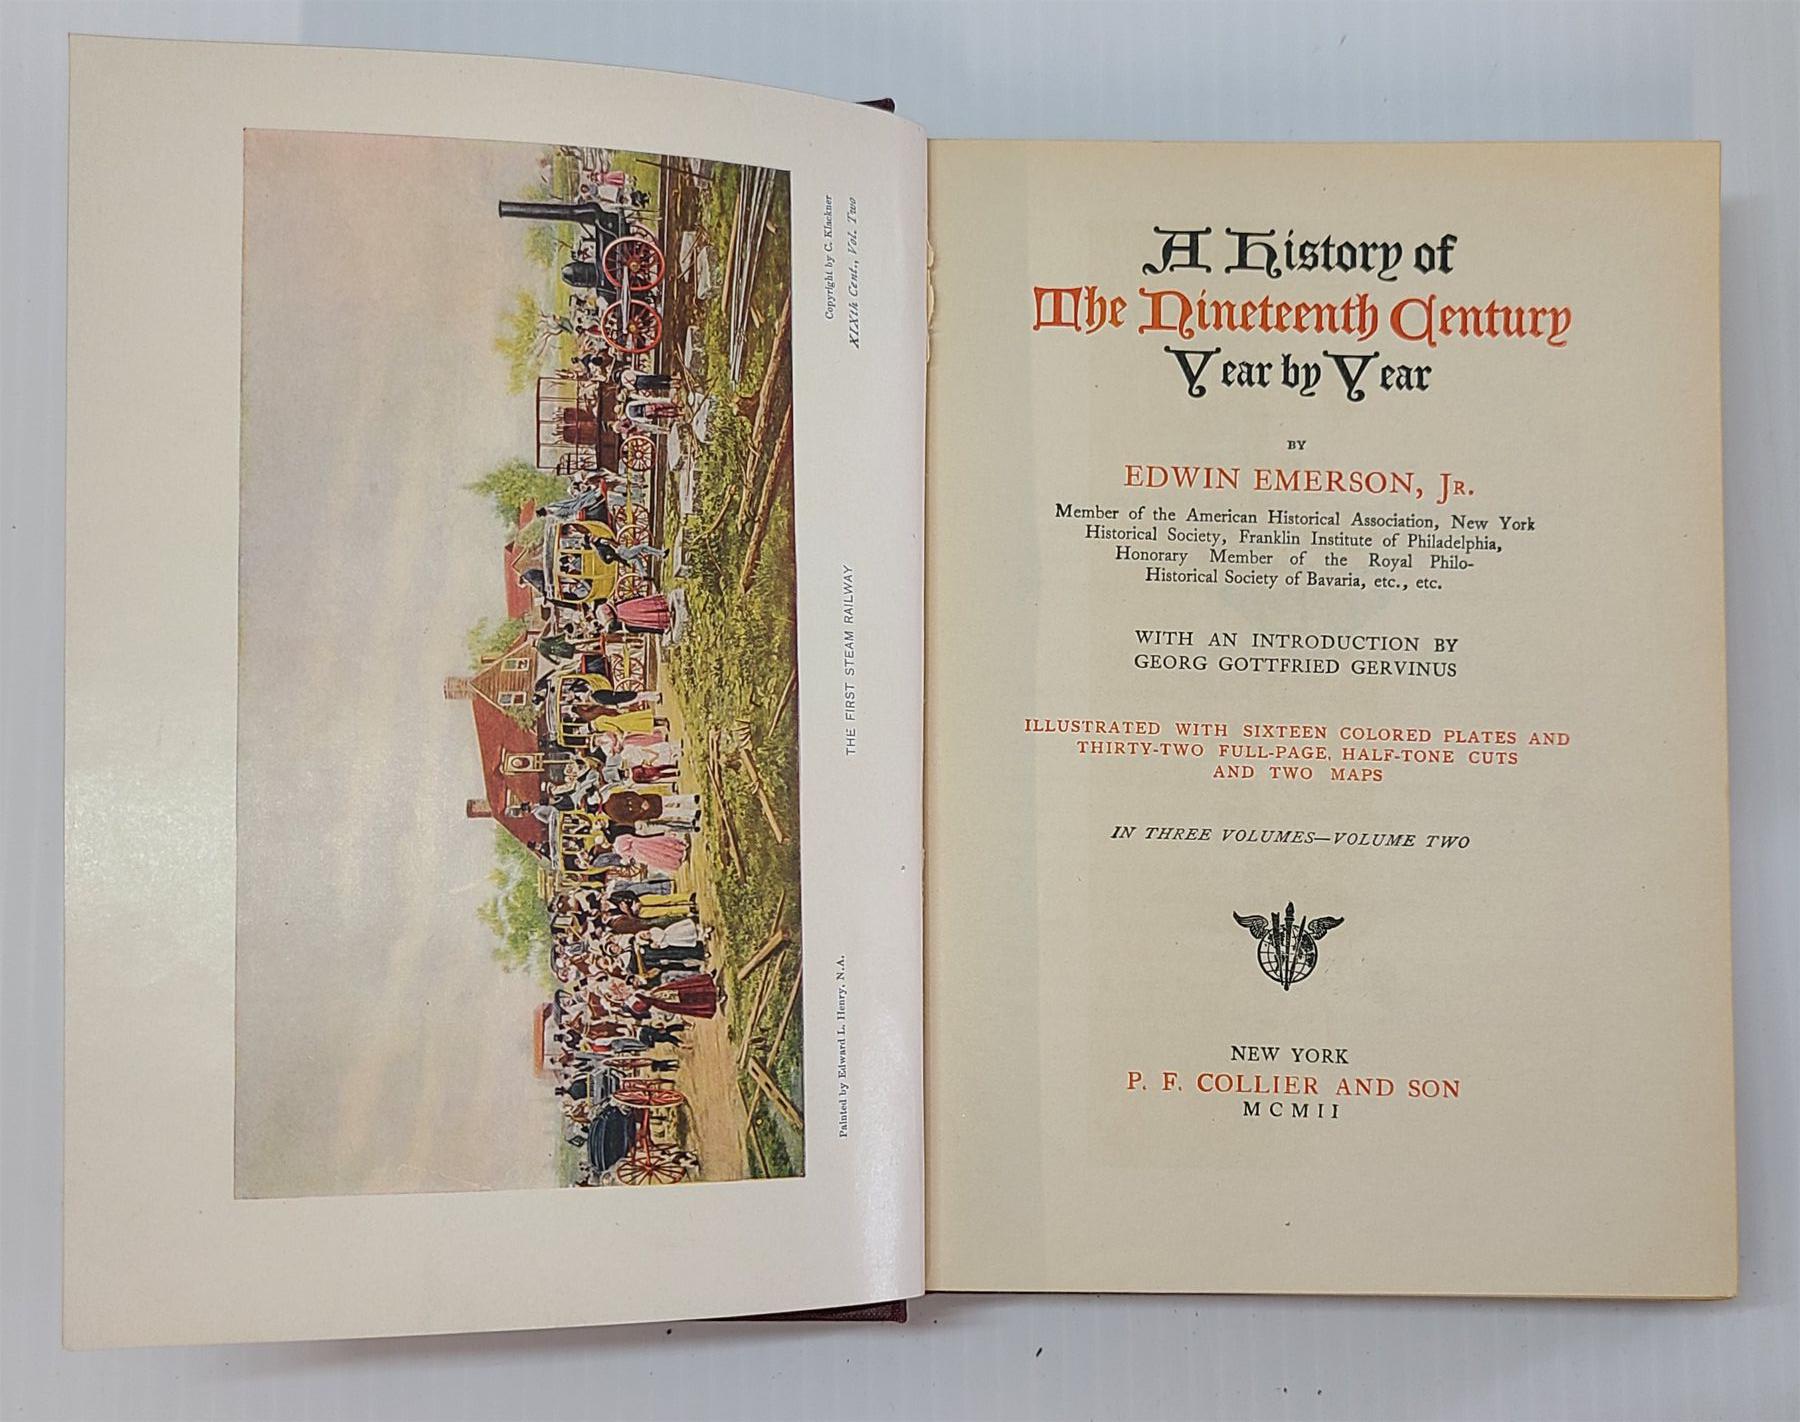 Copyright by C. Klackner
XIXth Cent., Vol. Two
THE FIRST STEAM RAILWAY
Painted by Edward L. Henry, N.A.
A History of
The Nineteenth Century
Year by Year
BY
EDWIN EMERSON, JR.
Member of the American Historical Association, New York
Historical Society, Franklin Institute of Philadelphia,
Honorary Member of the Royal Philo-
Historical Society of Bavaria, etc., etc.
WITH AN INTRODUCTION BY
GEORG GOTTFRIED GERVINUS
ILLUSTRATED WITH SIXTEEN COLORED PLATES AND
THIRTY-TWO FULL-PAGE, HALF-TONE CUTS
AND TWO MAPS
IN THREE VOLUMES—VOLUME TWO
NEW YORK
P. F. COLLIER AND SON
MCMII